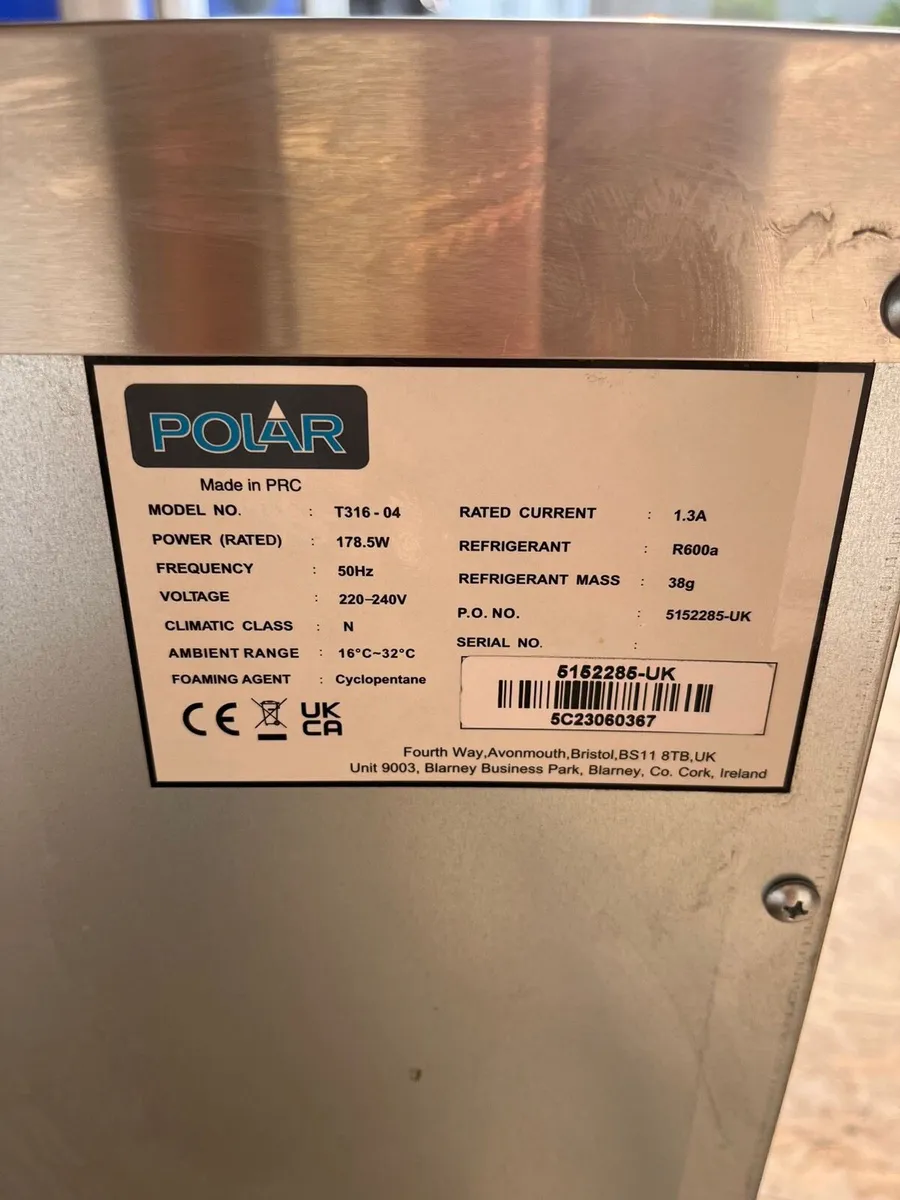 POLAR
Made in PRC
MODEL NO. : T316 - 04
POWER (RATED) : 178.5W
FREQUENCY : 50Hz
VOLTAGE : 220–240V
CLIMATIC CLASS : N
AMBIENT RANGE : 16°C~32°C
FOAMING AGENT : Cyclopentane
CE UK CA
RATED CURRENT : 1.3A
REFRIGERANT : R600a
REFRIGERANT MASS : 38g
P.O. NO. : 5152285-UK
SERIAL NO. :
5152285-UK
5C23060367
Fourth Way,Avonmouth,Bristol,BS11 8TB,UK
Unit 9003, Blarney Business Park, Blarney, Co. Cork, Ireland